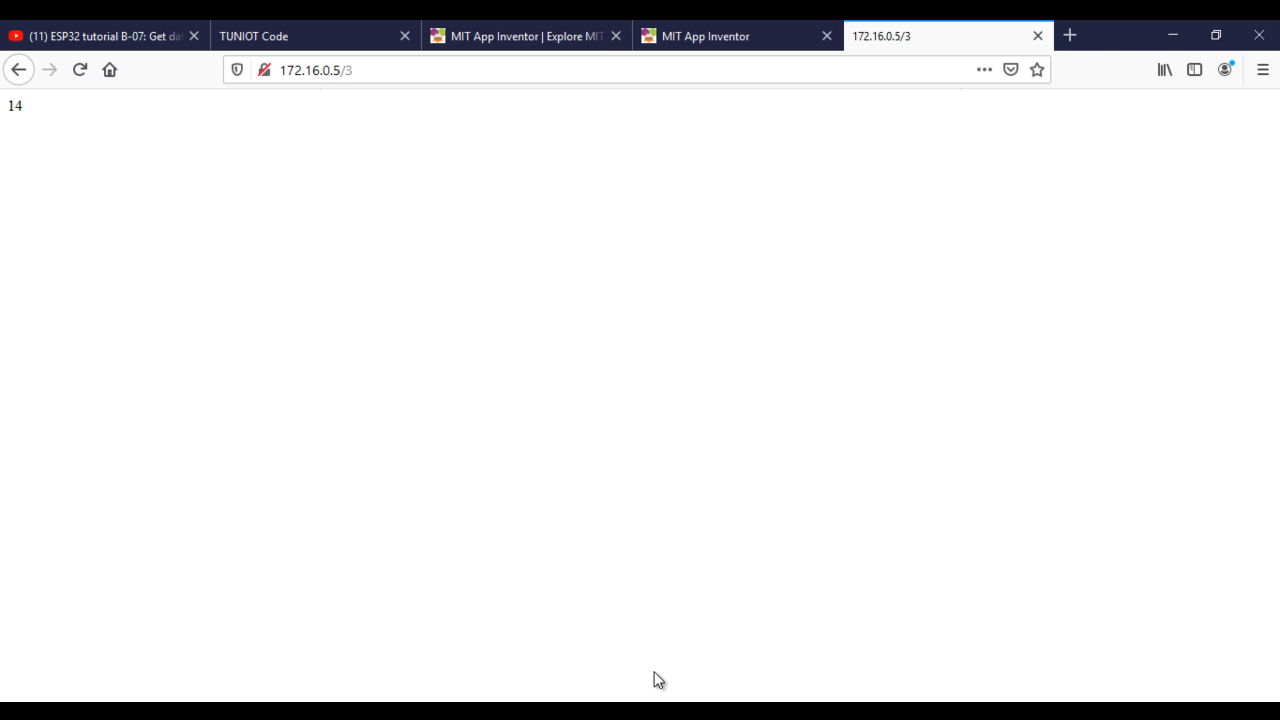 (11) ESP32 tutorial B-07: Get da
TUNIOT Code
MIT App Inventor | Explore MIT
MIT App Inventor
172.16.0.5/3
172.16.0.5/3
14